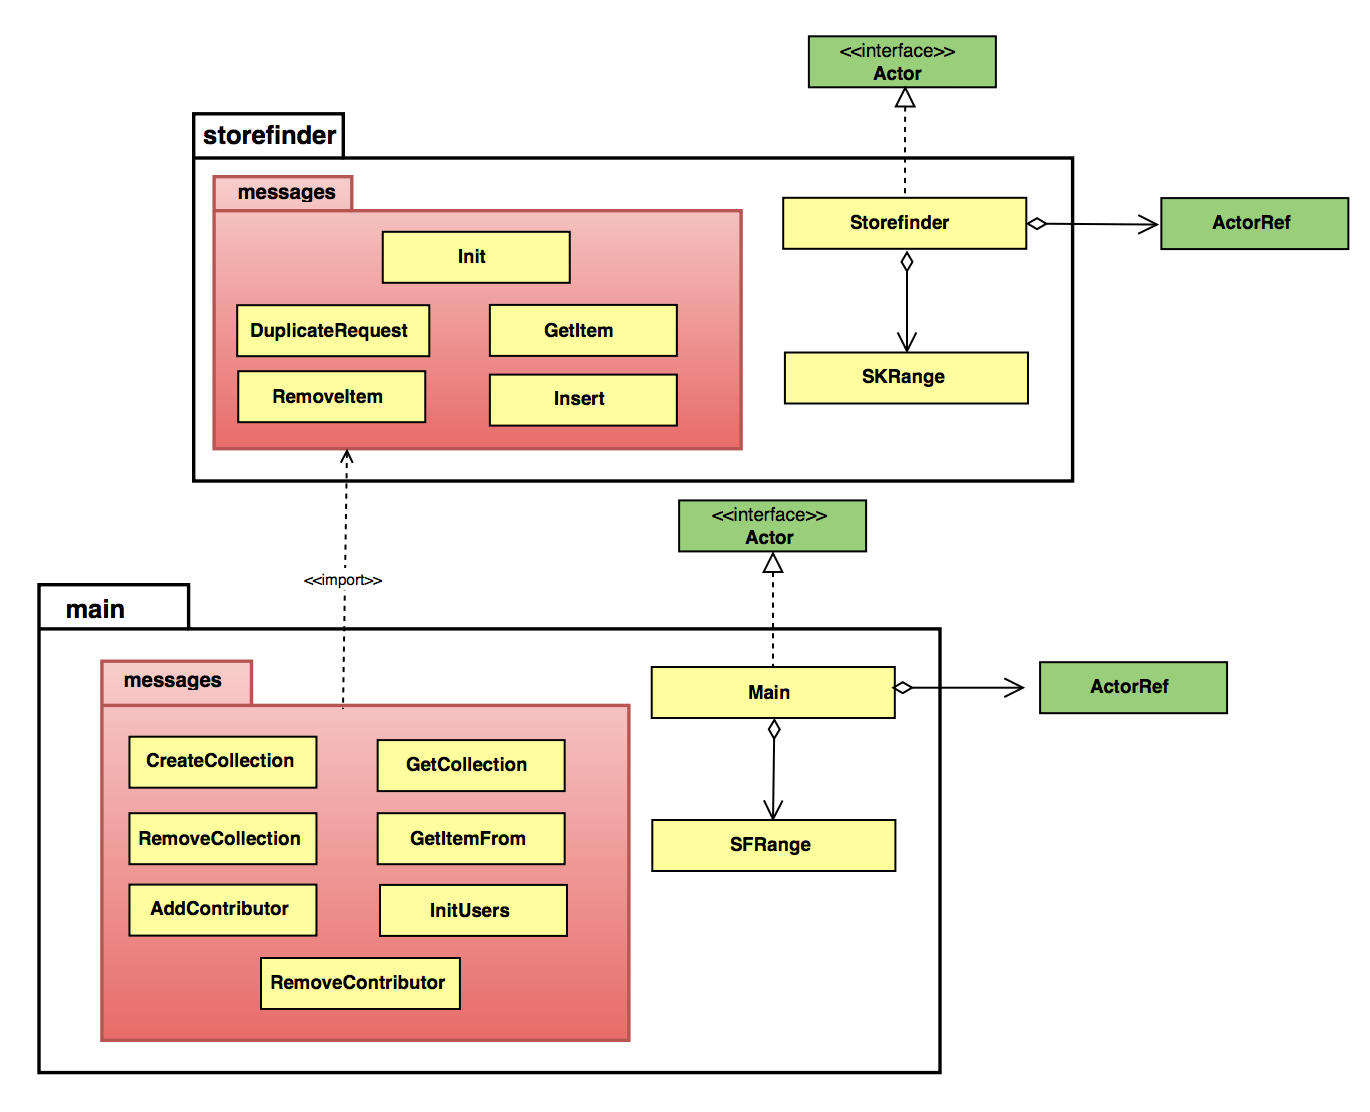 <<interface>>
Actor
storefinder
messages
Init
DuplicateRequest
GetItem
RemoveItem
Insert
Storefinder
ActorRef
SKRange
<<import>>
<<interface>>
Actor
main
messages
CreateCollection
GetCollection
RemoveCollection
GetItemFrom
AddContributor
InitUsers
RemoveContributor
Main
ActorRef
SFRange